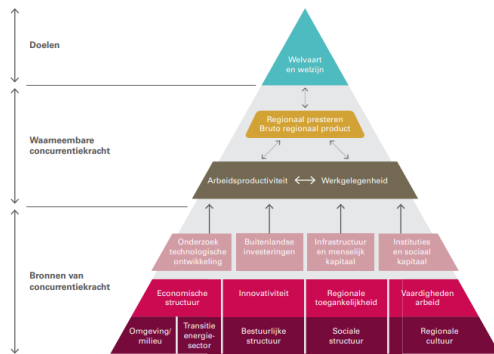 Doelen
Welvaart
en welzijn
Waarneembare
concurrentiekracht
Regionaal presteren
Bruto regionaal product
Arbeidsproductiviteit
Werkgelegenheid
Bronnen van
concurrentiekracht
Onderzoek
technologische
ontwikkeling
Buitenlandse
investeringen
Infrastructuur
en menselijk
kapitaal
Instituties
en sociaal
kapitaal
Economische
structuur
Innovativiteit
Regionale
toegankelijkheid
Vaardigheden
arbeid
Omgeving/
milieu
Transitie
energie-
sector
Bestuurlijke
structuur
Sociale
structuur
Regionale
cultuur